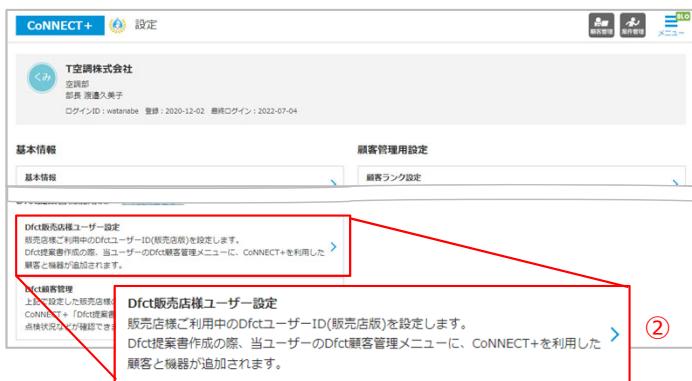 CoNNECT+ 設定
顧客管理 案件管理 メニュー
くみ
T空調株式会社
空調部
部長 渡邉久美子
ログインID : watanabe 登録 : 2020-12-02 最終ログイン : 2022-07-04
基本情報
基本情報
顧客管理用設定
顧客ランク設定
Dfct販売店様ユーザー設定
販売店様ご利用中のDfctユーザーID(販売店版)を設定します。
Dfct提案書作成の際、当ユーザーのDfct顧客管理メニューに、CoNNECT+を利用した
顧客と機器が追加されます。
Dfct顧客管理
上記で設定した販売店様の
CoNNECT+「Dfct提案書
点検状況などが確認できま
Dfct販売店様ユーザー設定
販売店様ご利用中のDfctユーザーID(販売店版)を設定します。
Dfct提案書作成の際、当ユーザーのDfct顧客管理メニューに、CoNNECT+を利用した
顧客と機器が追加されます。
②